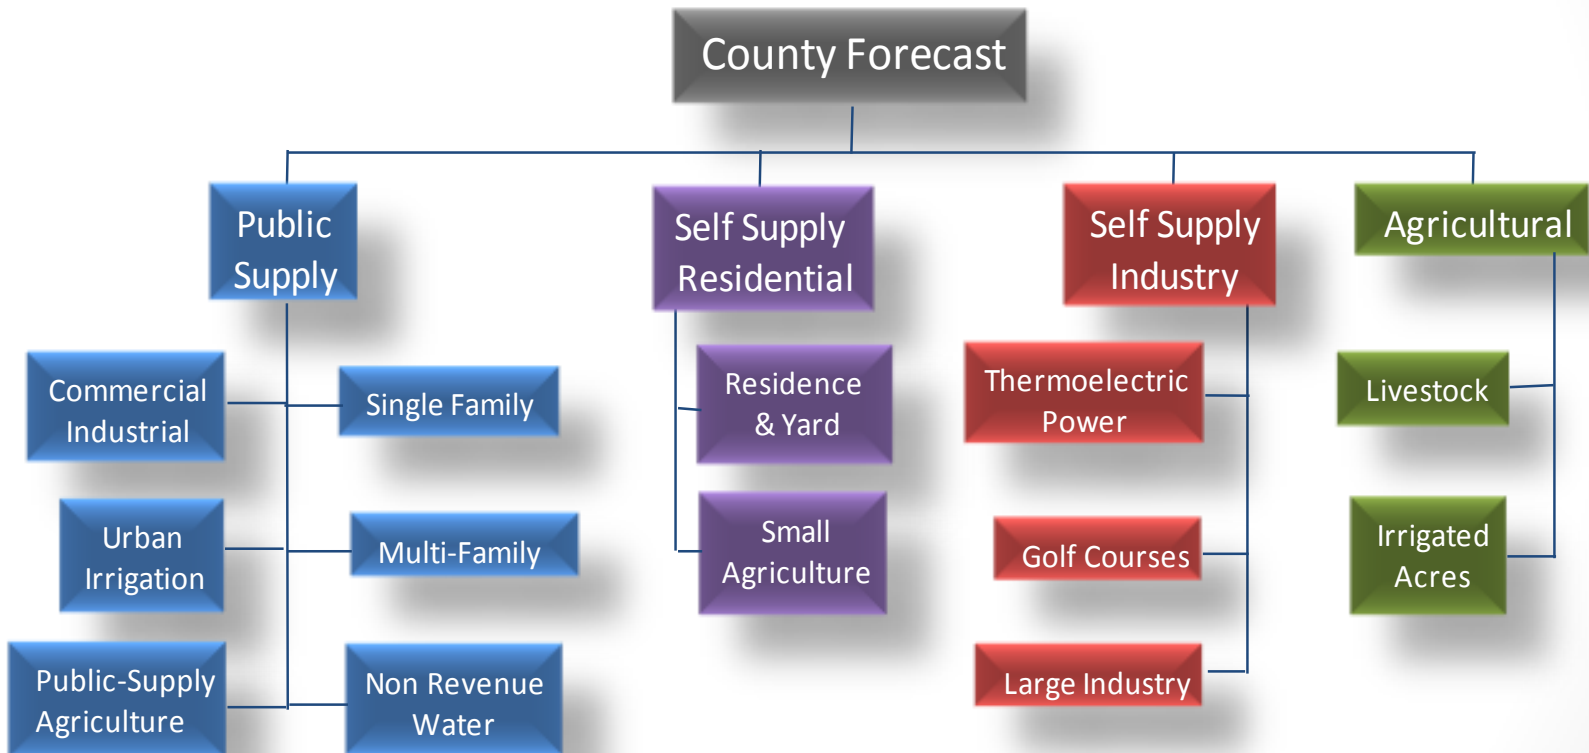 County Forecast
Public
Supply
Self Supply
Residential
Self Supply
Industry
Agricultural
Commercial
Industrial
Single Family
Urban
Irrigation
Multi-Family
Public-Supply
Agriculture
Non Revenue
Water
Residence
& Yard
Small
Agriculture
Thermoelectric
Power
Golf Courses
Large Industry
Livestock
Irrigated
Acres